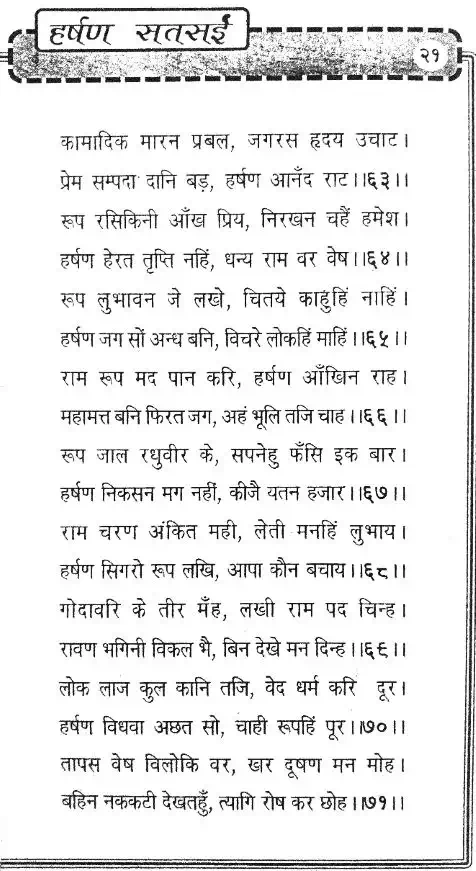 हर्षण सतसई
२१
कामादिक मारन प्रबल, जगरस हृदय उचाट।
प्रेम सम्पदा दानि बड़, हर्षण आनँद राट।।६३।।
रूप रसिकिनी आँख प्रिय, निरखन चहैं हमेश।
हर्षण हेरत तृप्ति नहिं, धन्य राम वर वेष।।६४।।
रूप लुभावन जे लखो, चितये काहुंहिं नाहिं।
हर्षण जग सों अन्ध बनि, विचरे लोकहिं माहिं।।६५।।
राम रूप मद पान करि, हर्षण आँखिन राह।
महामत्त बनि फिरत जग, अहं भूलि तजि चाह।।६६।।
रूप जाल रघुवीर के, सपनेहु फँसि इक बार।
हर्षण निकसन मग नहीं, कीजै यतन हजार।।६७।।
राम चरण अंकित मही, लेती मनहिं लुभाय।
हर्षण सिगरो रूप लखि, आपा कौन बचाय।।६८।।
गोदावरि के तीर मँह, लखी राम पद चिन्ह।
रावण भगिनी विकल भै, बिन देखे मन दिन्ह।।६९।।
लोक लाज कुल कानि तजि, वेद धर्म करि दूर।
हर्षण विधवा अछत सो, चाही रूपहिं पूर।।७०।।
तापस वेष विलोकि वर, खर दूषण मन मोह।
बहिन नककटी देखतहुँ, त्यागि रोष कर छोह।।७१।।